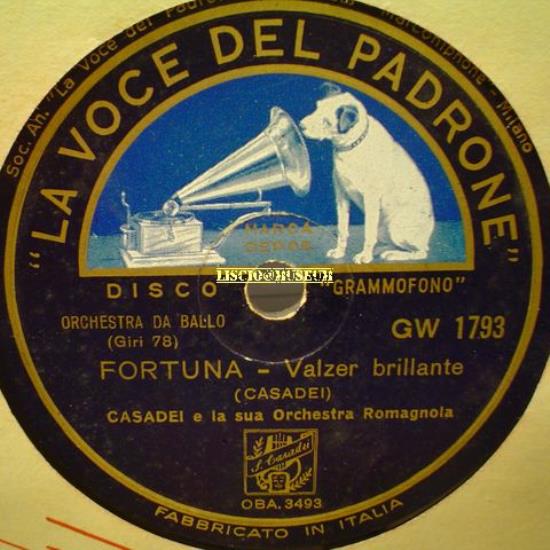 Soc. An. "La Voce del Padrone
Marconiphone - Milano
"LA VOCE DEL PADRONE"
MARCA
DEPOS
LISCIO@MUSEUM
DISCO "GRAMMOFONO"
ORCHESTRA DA BALLO
(Giri 78)
GW 1793
FORTUNA - Valzer brillante
(CASADEI)
CASADEI e la sua Orchestra Romagnola
S. Casadei
OBA. 3493
FABBRICATO IN ITALIA